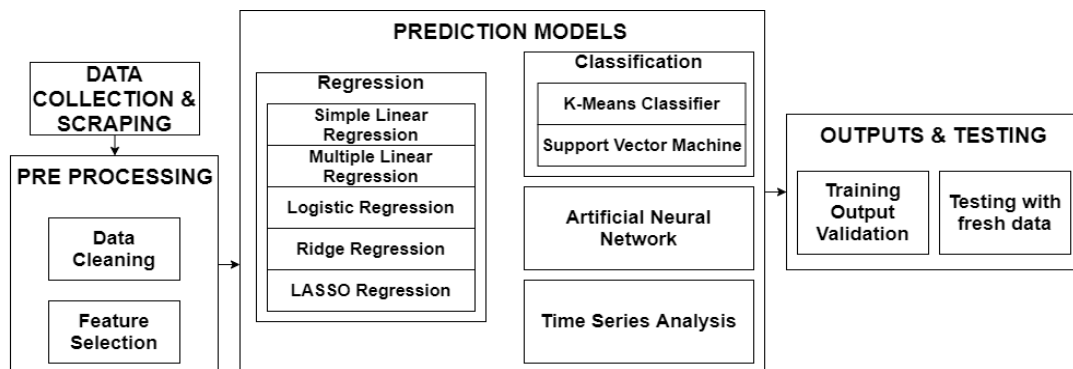 DATA
COLLECTION &
SCRAPING
PRE PROCESSING
Data
Cleaning
Feature
Selection
PREDICTION MODELS
Regression
Simple Linear
Regression
Multiple Linear
Regression
Logistic Regression
Ridge Regression
LASSO Regression
Classification
K-Means Classifier
Support Vector Machine
Artificial Neural
Network
Time Series Analysis
OUTPUTS & TESTING
Training
Output
Validation
Testing with
fresh data